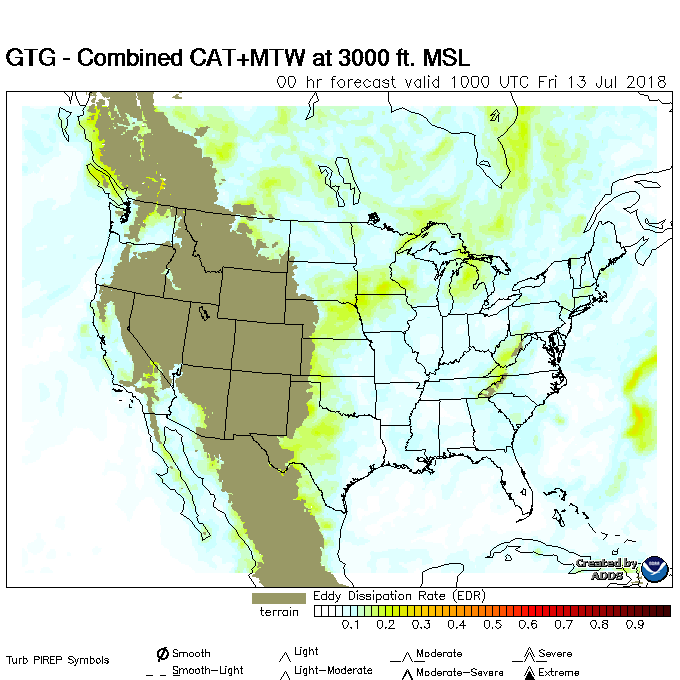 GTG - Combined CAT+MTW at 3000 ft. MSL
00 hr forecast valid 1000 UTC Fri 13 Jul 2018
Created by
ADDS
Eddy Dissipation Rate (EDR)
terrain
0.1 0.2 0.3 0.4 0.5 0.6 0.7 0.8 0.9
Turb PIREP Symbols
Smooth Light Moderate Severe
Smooth-Light Light-Moderate Moderate-Severe Extreme